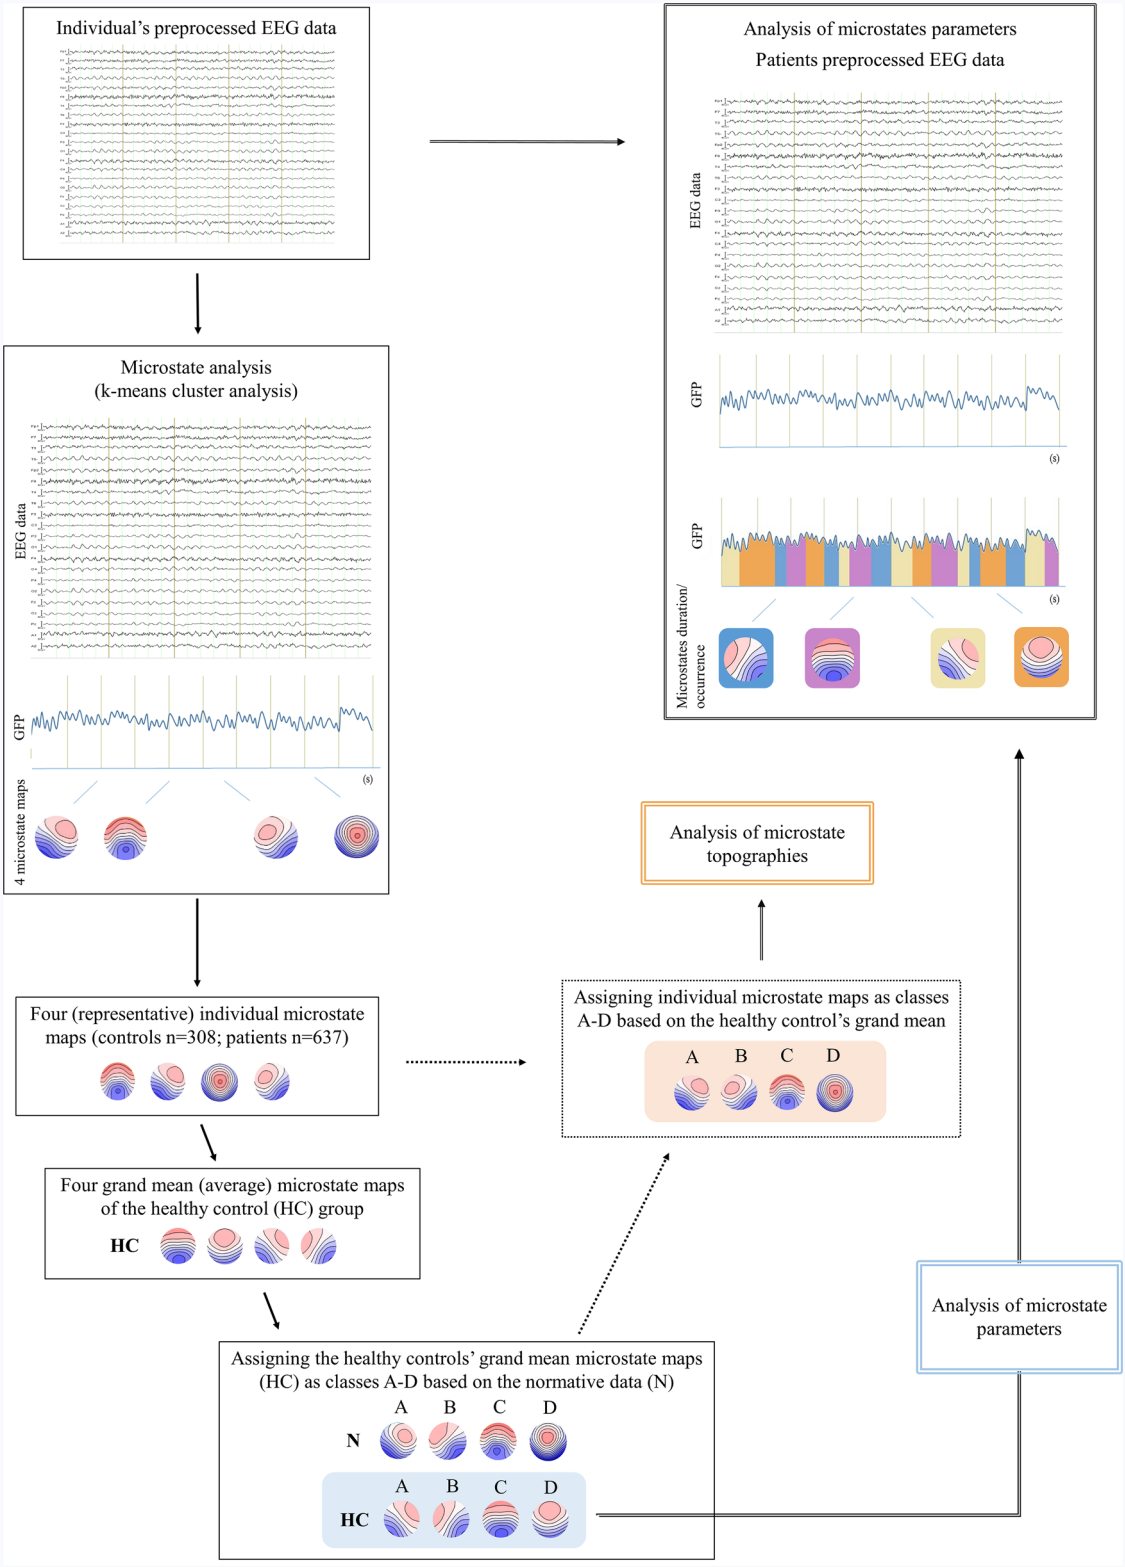 Individual's preprocessed EEG data
Analysis of microstates parameters
Patients preprocessed EEG data
EEG data
GFP
(s)
GFP
(s)
Microstates duration/
occurrence
Microstate analysis
(k-means cluster analysis)
EEG data
GFP
(s)
4 microstate maps
Analysis of microstate
topographies
Four (representative) individual microstate
maps (controls n=308; patients n=637)
Assigning individual microstate maps as classes
A-D based on the healthy control's grand mean
A B C D
Four grand mean (average) microstate maps
of the healthy control (HC) group
HC
Analysis of microstate
parameters
Assigning the healthy controls' grand mean microstate maps
(HC) as classes A-D based on the normative data (N)
A B C D
N
A B C D
HC